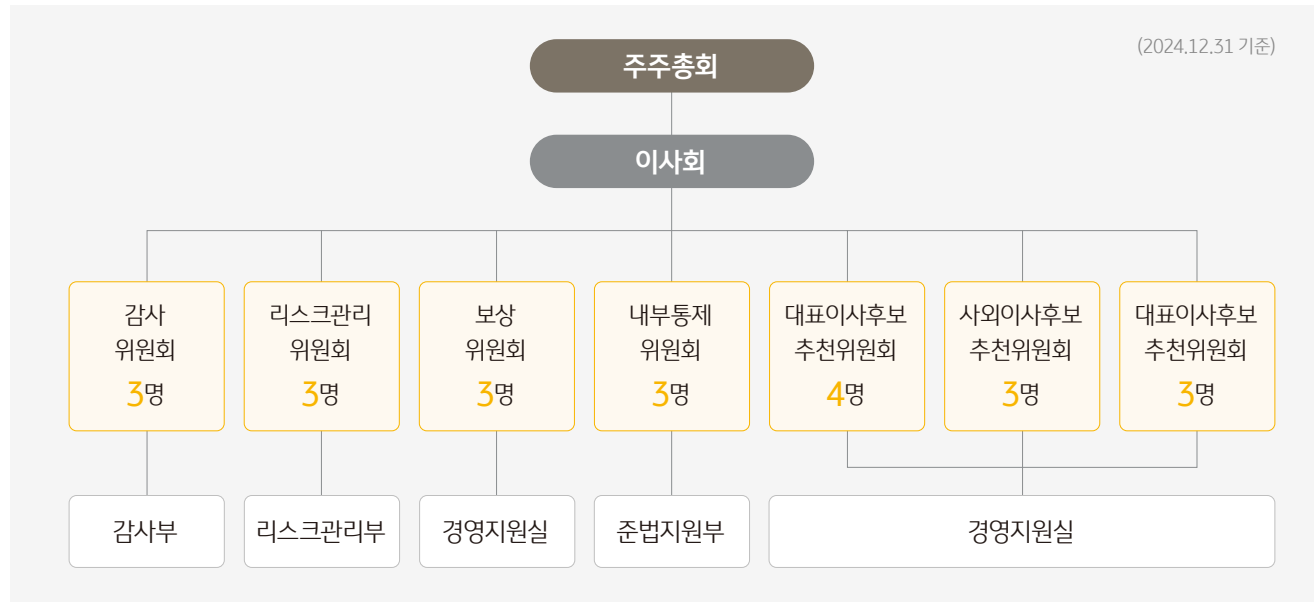 (2024.12.31 기준)
주주총회
이사회
감사
위원회
3명
리스크관리
위원회
3명
보상
위원회
3명
내부통제
위원회
3명
대표이사후보
추천위원회
4명
사외이사후보
추천위원회
3명
대표이사후보
추천위원회
3명
감사부
리스크관리부
경영지원실
준법지원부
경영지원실